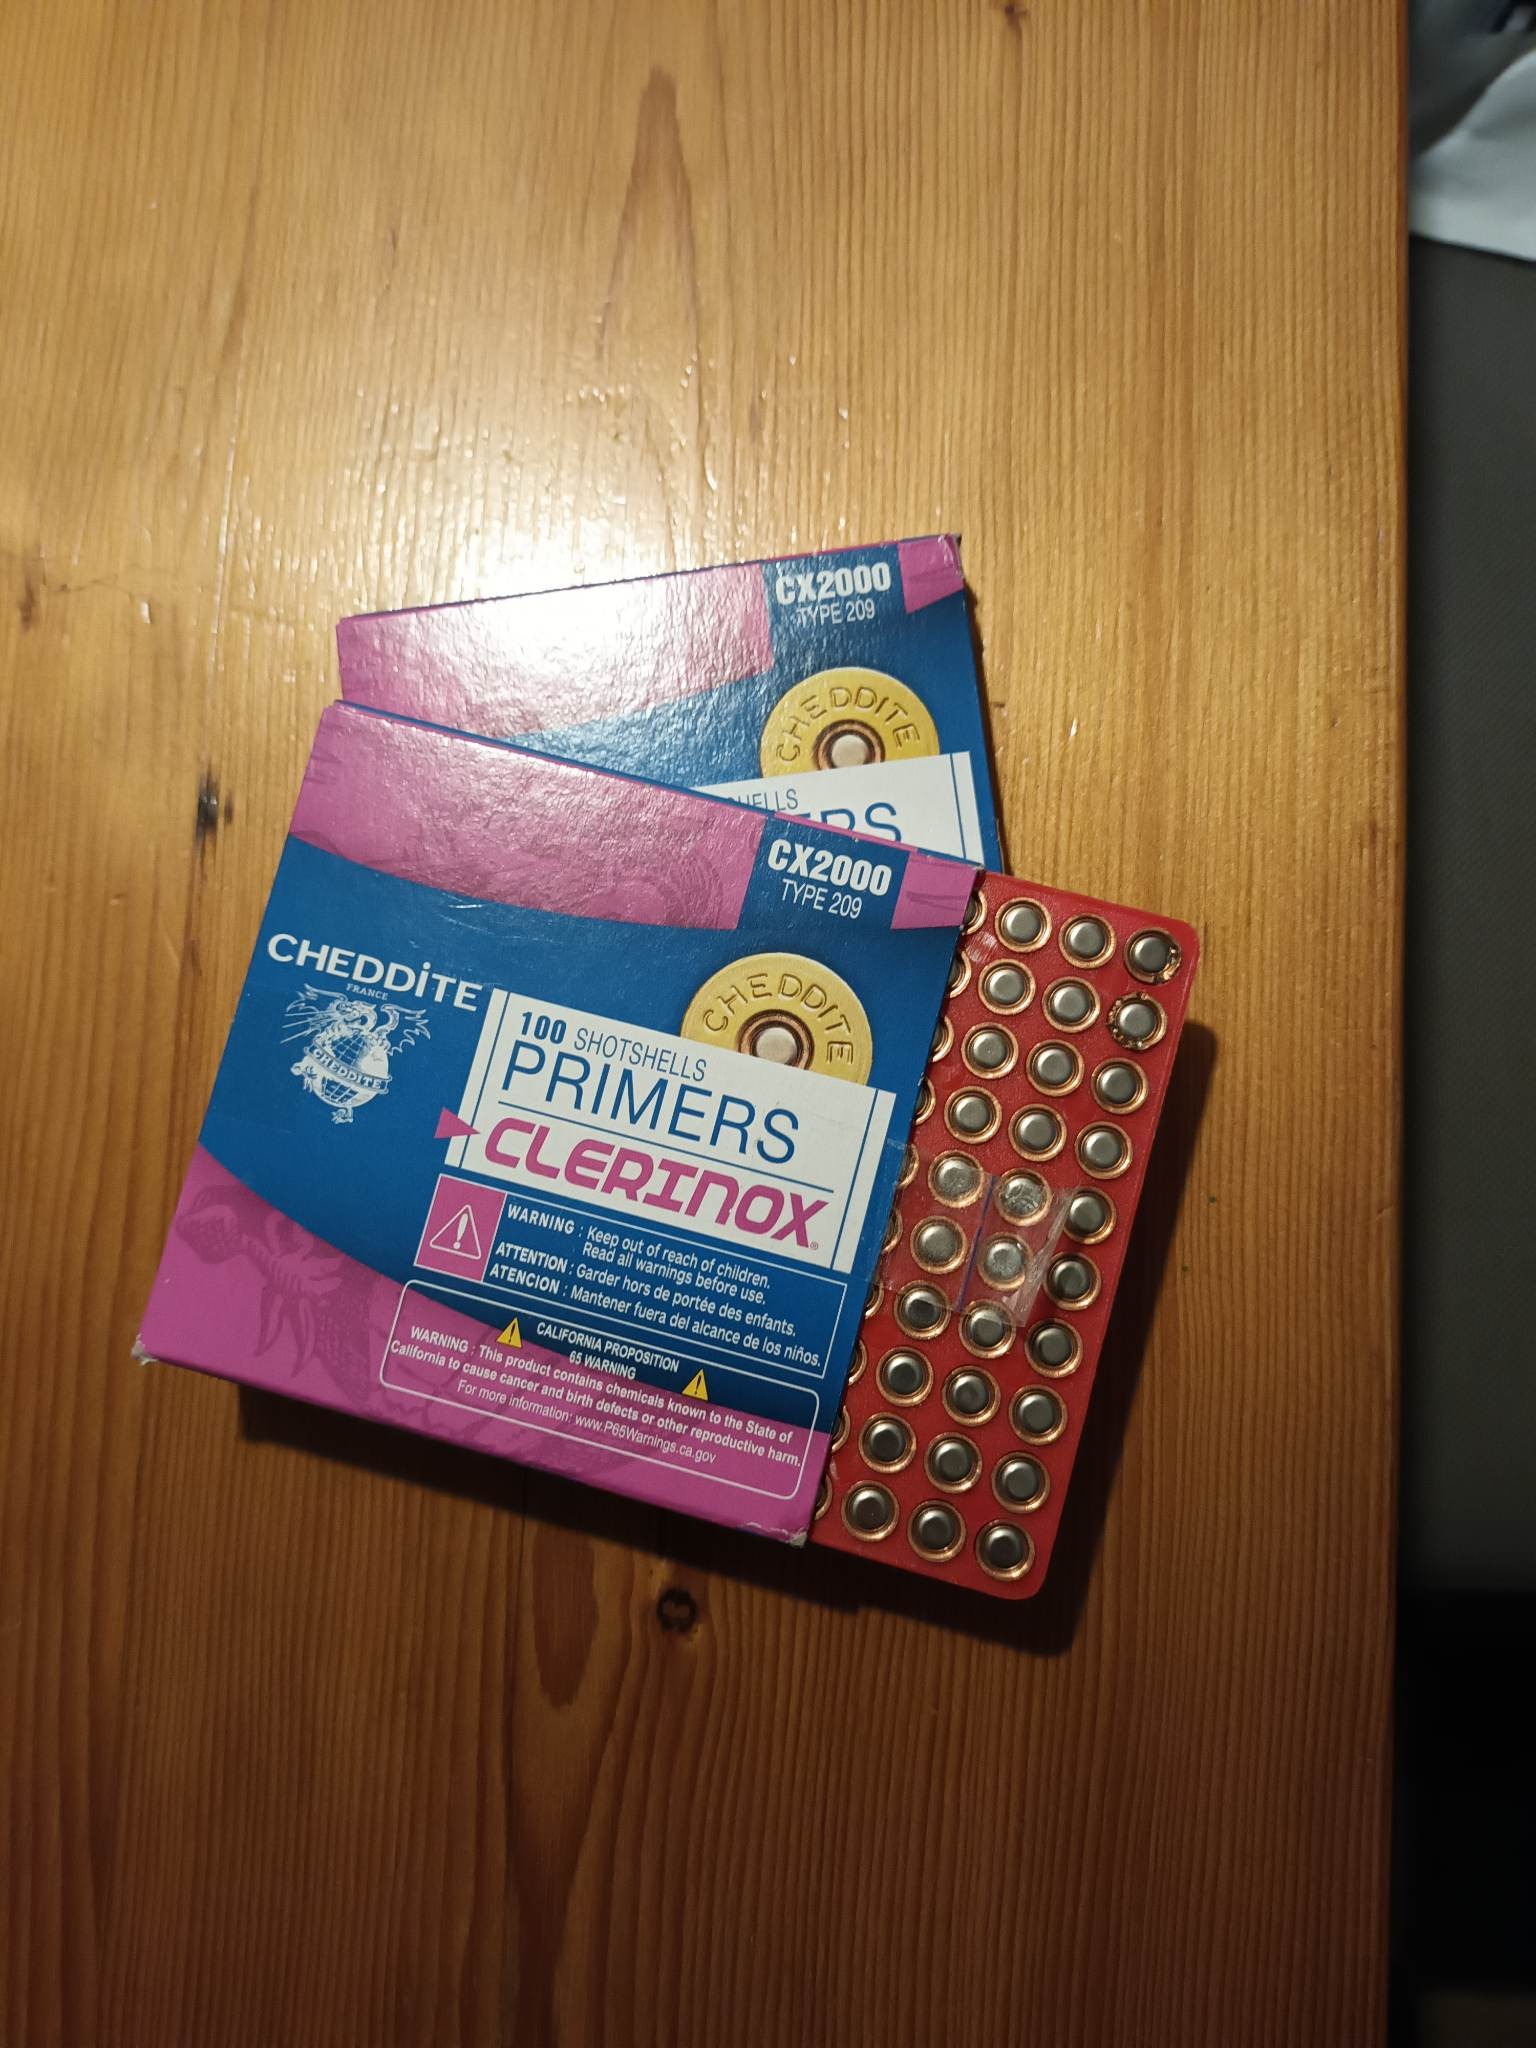 CX2000
TYPE 209
CHEDDITE
CX2000
TYPE 209
CHEDDİTE
FRANCE
CHEDDITE
CHEDDITE
100 SHOTSHELLS
PRIMERS
CLERINOX®
WARNING : Keep out of reach of children.
Read all warnings before use.
ATTENTION : Garder hors de portée des enfants.
ATENCION : Mantener fuera del alcance de los niños.
CALIFORNIA PROPOSITION
65 WARNING
WARNING : This product contains chemicals known to the State of
California to cause cancer and birth defects or other reproductive harm.
For more information: www.P65Warnings.ca.gov